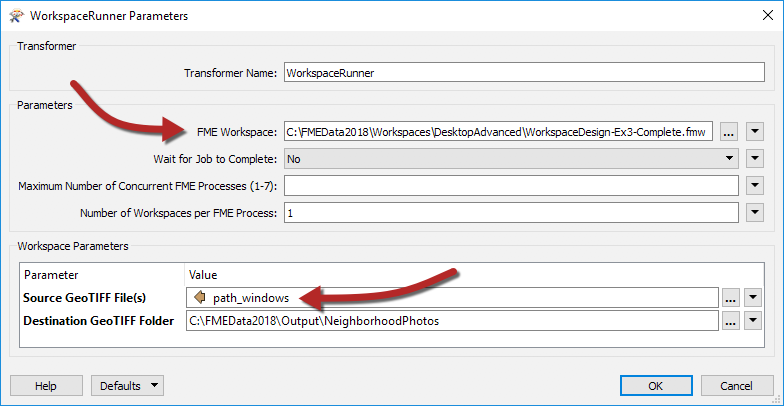 WorkspaceRunner Parameters
Transformer
Transformer Name: WorkspaceRunner
Parameters
FME Workspace: C:\FMEData2018\Workspaces\DesktopAdvanced\WorkspaceDesign-Ex3-Complete.fmw ...
Wait for Job to Complete: No
Maximum Number of Concurrent FME Processes (1-7):
Number of Workspaces per FME Process: 1
Workspace Parameters
Parameter Value
Source GeoTIFF File(s) path_windows ...
Destination GeoTIFF Folder C:\FMEData2018\Output\NeighborhoodPhotos ...
Help Defaults OK Cancel